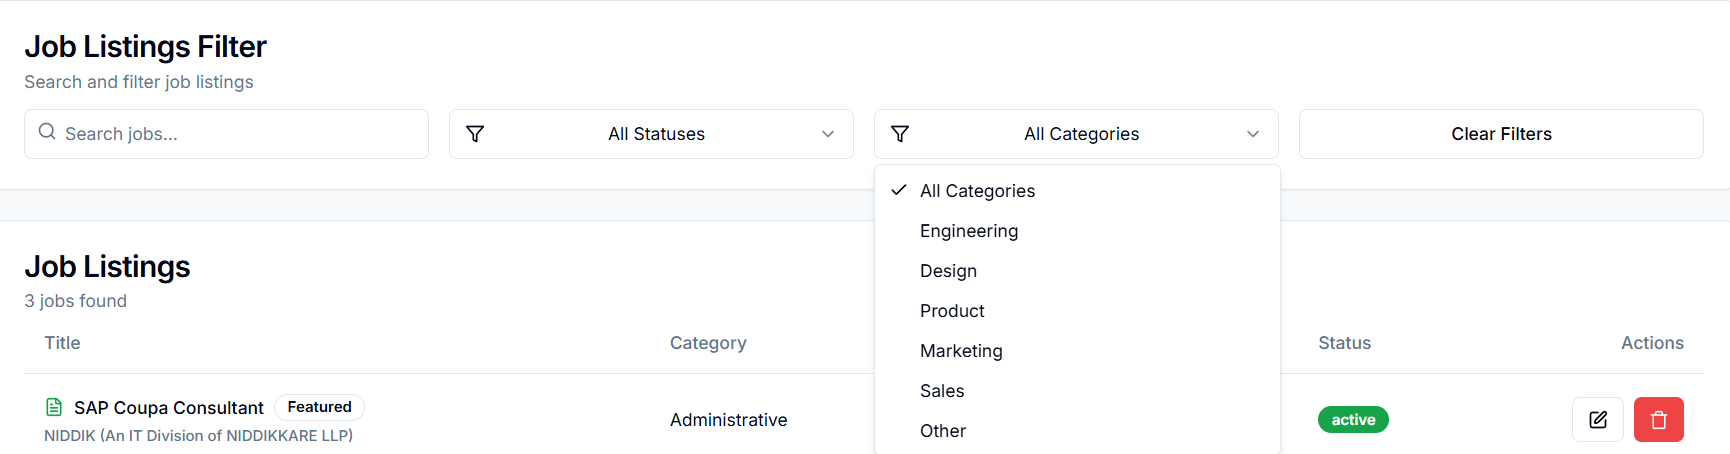 Job Listings Filter
Search and filter job listings
Search jobs...
All Statuses
All Categories
Clear Filters
All Categories
Engineering
Design
Product
Marketing
Sales
Other
Job Listings
3 jobs found
Title
Category
Status
Actions
SAP Coupa Consultant Featured
NIDDIK (An IT Division of NIDDIKKARE LLP)
Administrative
active